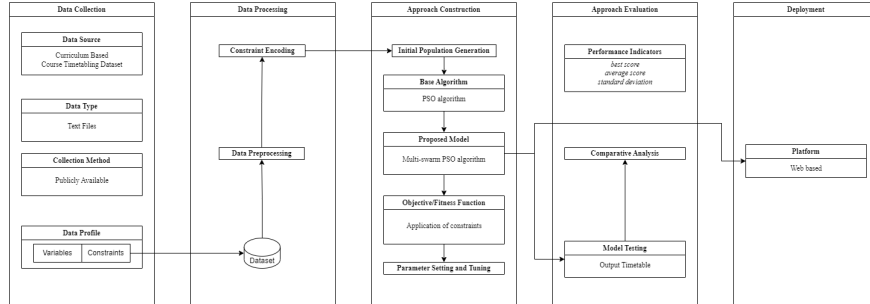 Data Collection
Data Source
Curriculum Based
Course Timetabling Dataset
Data Type
Text Files
Collection Method
Publicly Available
Data Profile
Variables
Constraints
Data Processing
Constraint Encoding
Data Preprocessing
Dataset
Approach Construction
Initial Population Generation
Base Algorithm
PSO algorithm
Proposed Model
Multi-swarm PSO algorithm
Objective/Fitness Function
Application of constraints
Parameter Setting and Tuning
Approach Evaluation
Performance Indicators
best score
average score
standard deviation
Comparative Analysis
Model Testing
Output Timetable
Deployment
Platform
Web based